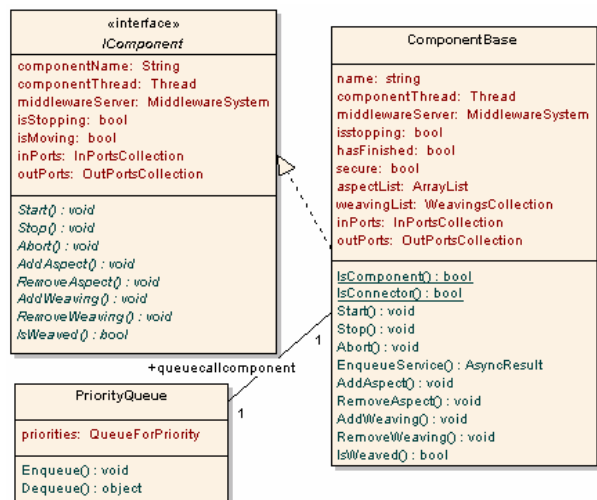 «interface»
IComponent
componentName: String
componentThread: Thread
middlewareServer: MiddlewareSystem
isStopping: bool
isMoving: bool
inPorts: InPortsCollection
outPorts: OutPortsCollection
Start() : void
Stop() : void
Abort() : void
AddAspect() : void
RemoveAspect() : void
AddWeaving() : void
RemoveWeaving() : void
IsWeaved() : bool
ComponentBase
name: string
componentThread: Thread
middlewareServer: MiddlewareSystem
isstopping: bool
hasFinished: bool
secure: bool
aspectList: ArrayList
weavingList: WeavingsCollection
inPorts: InPortsCollection
outPorts: OutPortsCollection
IsComponent() : bool
IsConnector() : bool
Start() : void
Stop() : void
Abort() : void
EnqueueService() : AsyncResult
AddAspect() : void
RemoveAspect() : void
AddWeaving() : void
RemoveWeaving() : void
IsWeaved() : bool
+queuecallcomponent
1
1
PriorityQueue
priorities: QueueForPriority
Enqueue() : void
Dequeue() : object